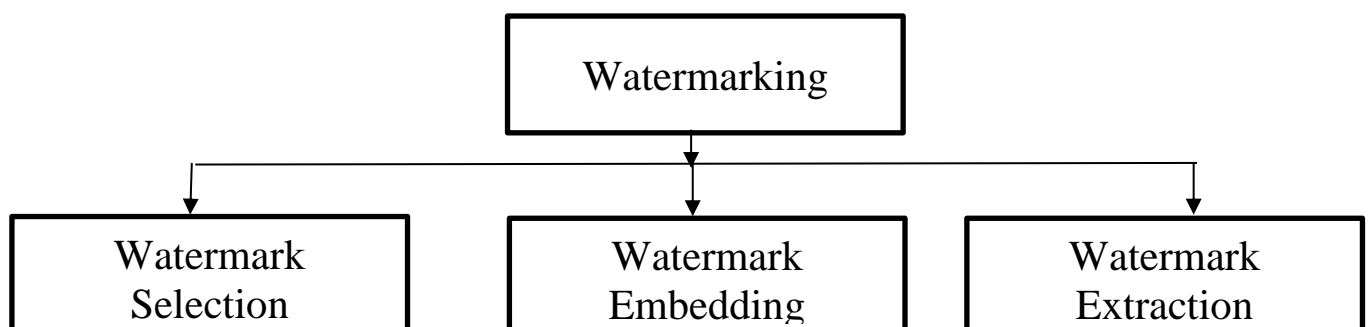 Watermarking
Watermark
Selection
Watermark
Embedding
Watermark
Extraction